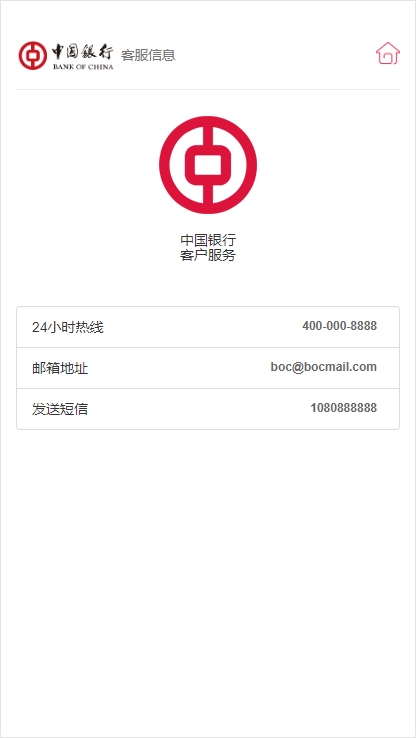 中国银行 客服信息
BANK OF CHINA
中国银行
客户服务
24小时热线 400-000-8888
邮箱地址 boc@bocmail.com
发送短信 1080888888